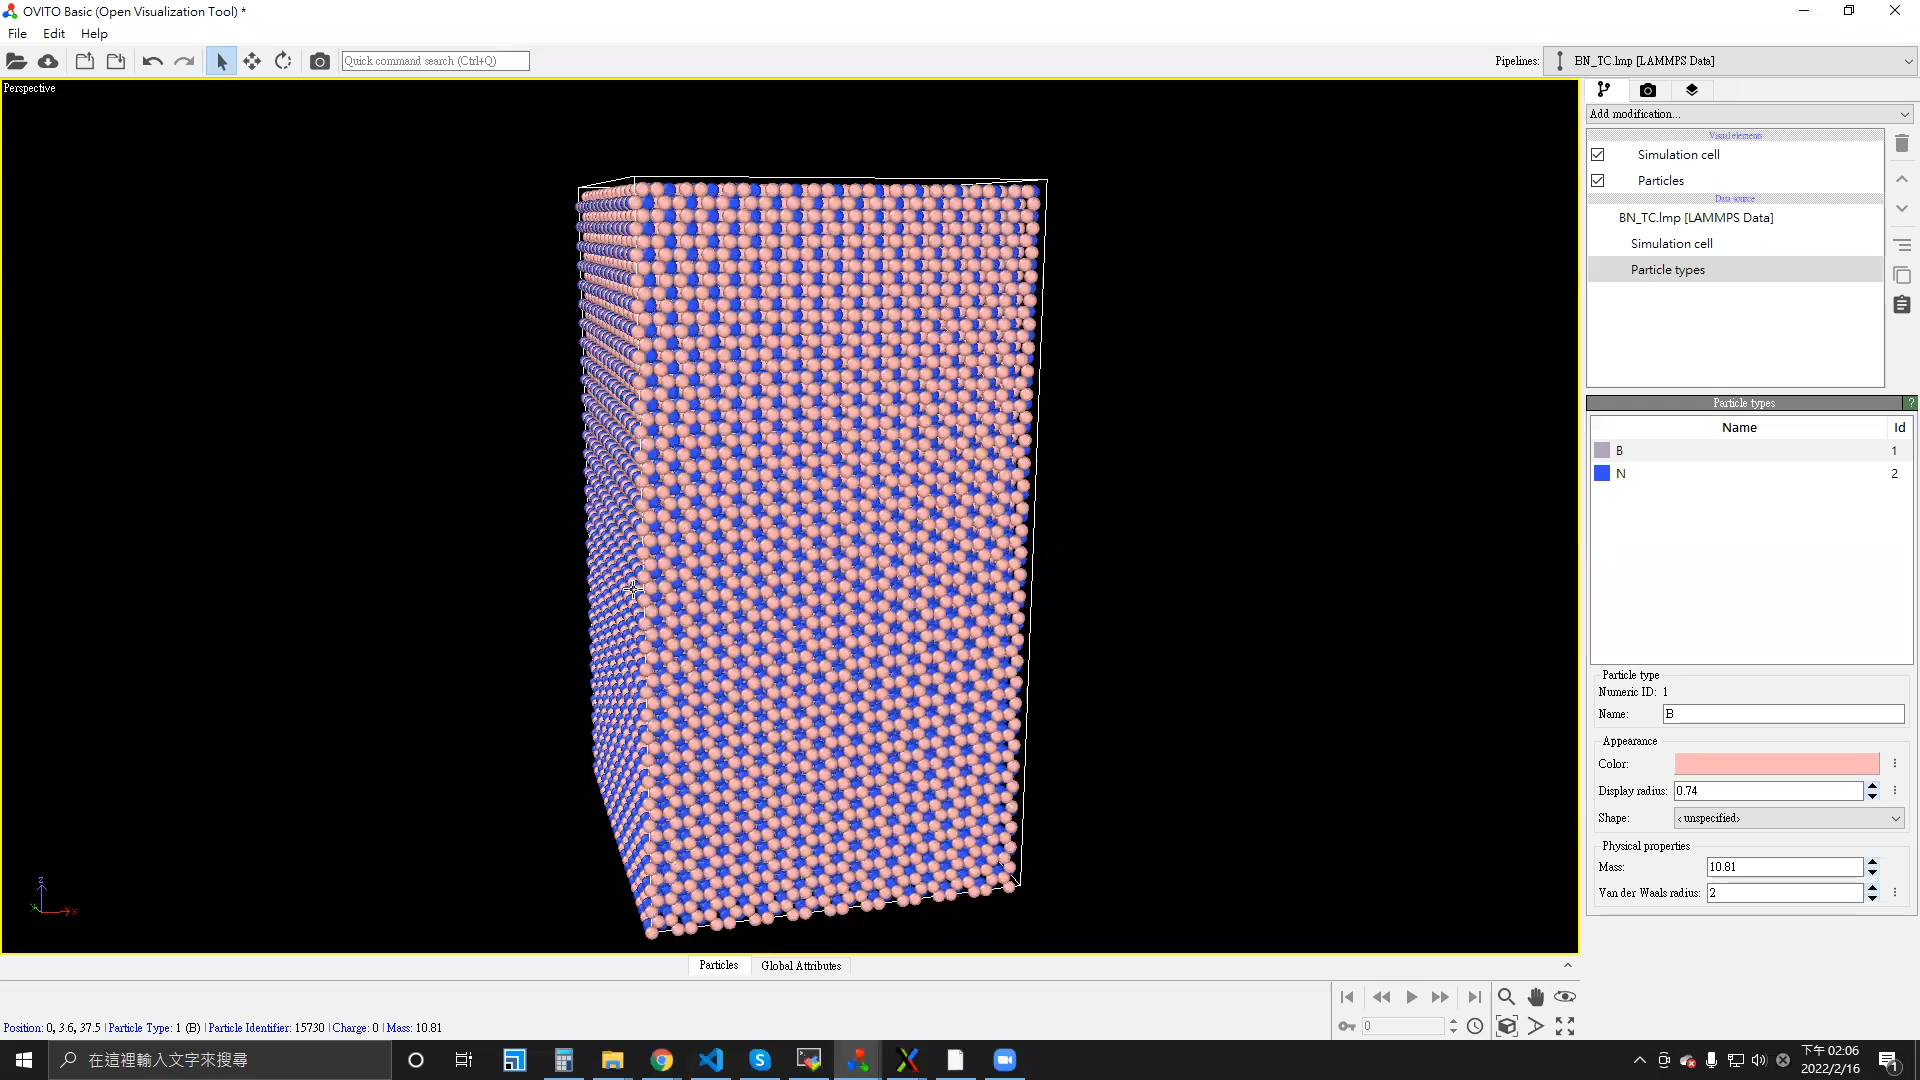 OVITO Basic (Open Visualization Tool) *
File Edit Help
Quick command search (Ctrl+Q)
Pipelines: BN_TC.lmp [LAMMPS Data]
Perspective
Add modification...
Visual elements
Simulation cell
Particles
Data source
BN_TC.lmp [LAMMPS Data]
Simulation cell
Particle types
Particle types ?
Name Id
B 1
N 2
Particle type
Numeric ID: 1
Name: B
Appearance
Color:
Display radius: 0.74
Shape: <unspecified>
Physical properties
Mass: 10.81
Van der Waals radius: 2
z
y x
Particles Global Attributes
0
Position: 0, 3.6, 37.5 | Particle Type: 1 (B) | Particle Identifier: 15730 | Charge: 0 | Mass: 10.81
在這裡輸入文字來搜尋
下午 02:06
2022/2/16
1